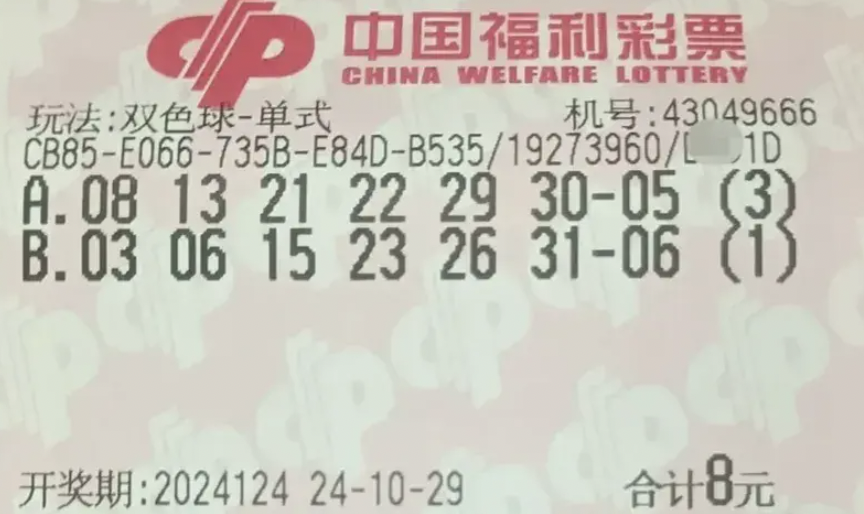 中国福利彩票
CHINA WELFARE LOTTERY
玩法:双色球-单式 机号:43049666
CB85-E066-735B-E84D-B535/19273960/ 1D
A.08 13 21 22 29 30-05 (3)
B.03 06 15 23 26 31-06 (1)
开奖期:2024124 24-10-29 合计8元